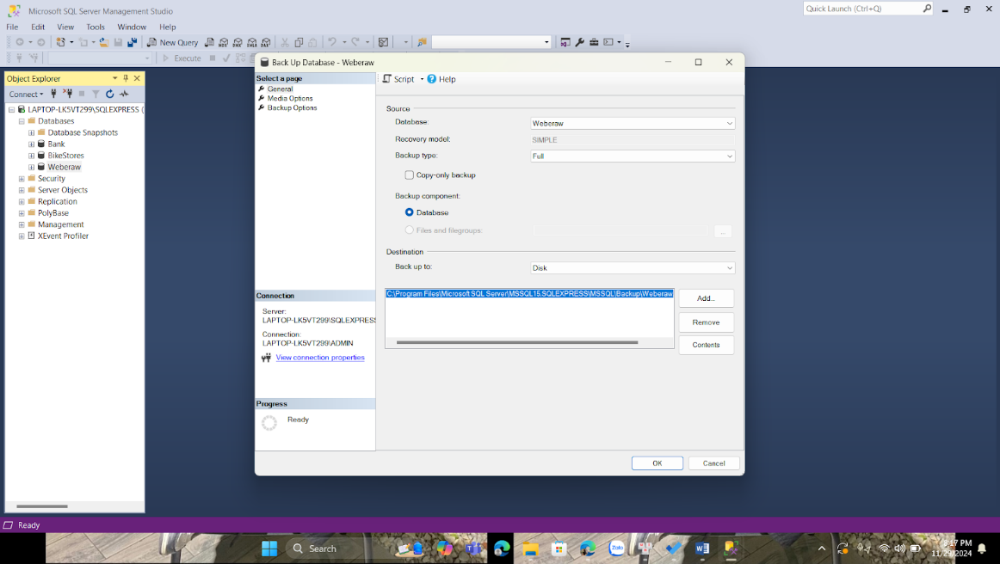 Microsoft SQL Server Management Studio
Quick Launch (Ctrl+Q)
File Edit View Tools Window Help
New Query
Execute
Object Explorer
Connect
LAPTOP-LK5VT299\SQLEXPRESS (
Databases
Database Snapshots
Bank
BikeStores
Weberaw
Security
Server Objects
Replication
PolyBase
Management
XEvent Profiler
Back Up Database - Weberaw
Select a page
General
Media Options
Backup Options
Connection
Server:
LAPTOP-LK5VT299\SQLEXPRESS
Connection:
LAPTOP-LK5VT299\ADMIN
View connection properties
Progress
Ready
Script Help
Source
Database: Weberaw
Recovery model: SIMPLE
Backup type: Full
Copy-only backup
Backup component:
Database
Files and filegroups:
...
Destination
Back up to: Disk
C:\Program Files\Microsoft SQL Server\MSSQL15.SQLEXPRESS\MSSQL\Backup\Weberaw
Add...
Remove
Contents
OK Cancel
Ready
Search
Zalo
8:17 PM
11/29/2024